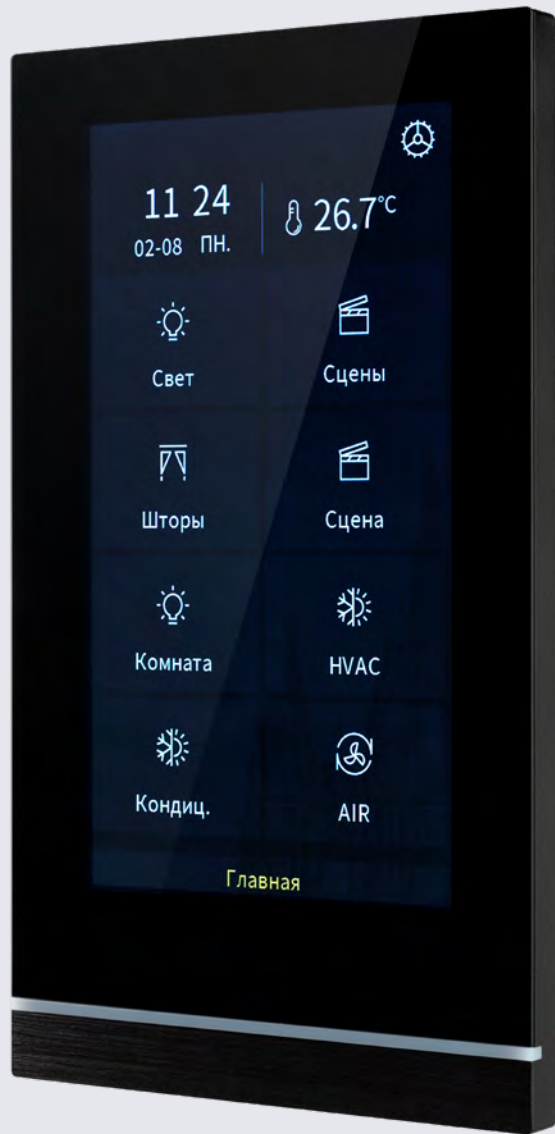 11 24
02-08 ПН.
26.7°C
Свет
Сцены
Шторы
Сцена
Комната
HVAC
Кондиц.
AIR
Главная